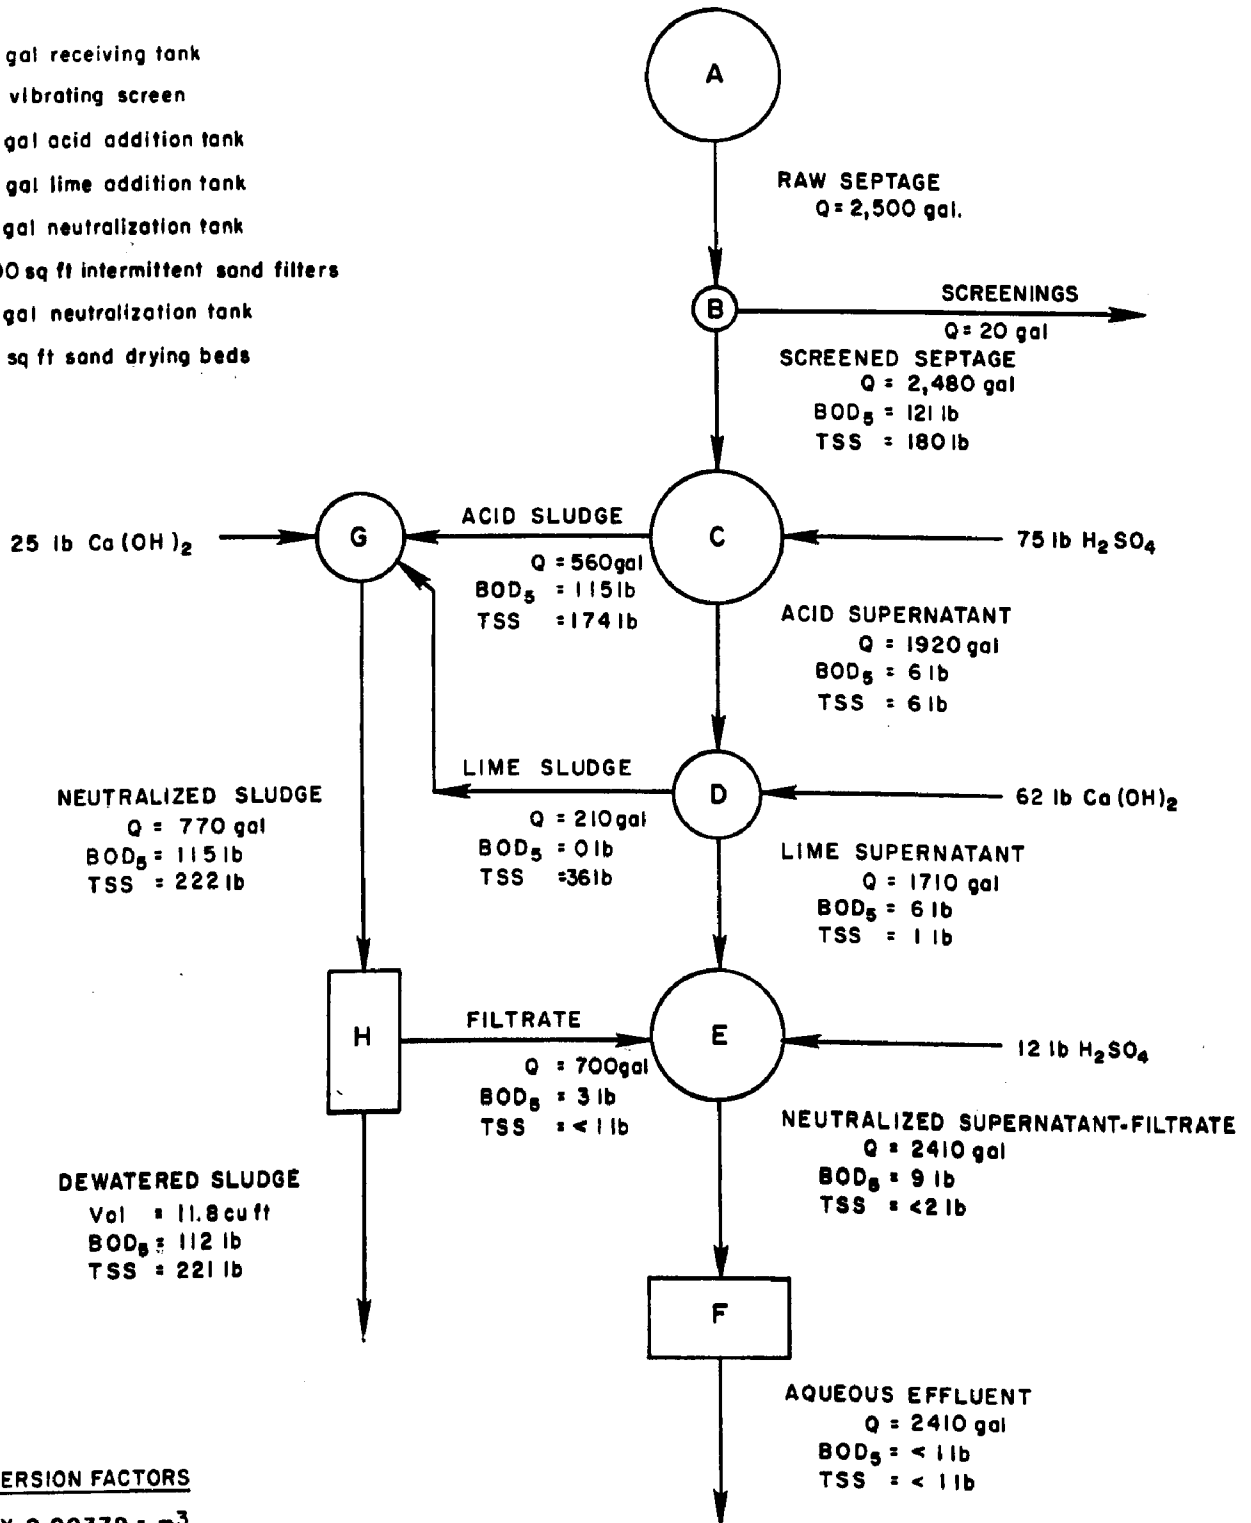 gal receiving tank
vibrating screen
gal acid addition tank
gal lime addition tank
gal neutralization tank
00 sq ft intermittent sand filters
gal neutralization tank
sq ft sand drying beds
A
RAW SEPTAGE
Q = 2,500 gal.
B
SCREENINGS
Q = 20 gal
SCREENED SEPTAGE
Q = 2,480 gal
BOD5 = 121 lb
TSS = 180 lb
25 lb Ca(OH)2
G
ACID SLUDGE
Q = 560 gal
BOD5 = 115 lb
TSS = 174 lb
C
75 lb H2SO4
ACID SUPERNATANT
Q = 1920 gal
BOD5 = 6 lb
TSS = 6 lb
LIME SLUDGE
Q = 210 gal
BOD5 = 0 lb
TSS = 36 lb
D
62 lb Ca(OH)2
NEUTRALIZED SLUDGE
Q = 770 gal
BOD5 = 115 lb
TSS = 222 lb
LIME SUPERNATANT
Q = 1710 gal
BOD5 = 6 lb
TSS = 1 lb
H
FILTRATE
Q = 700 gal
BOD5 = 3 lb
TSS = < 1 lb
E
12 lb H2SO4
NEUTRALIZED SUPERNATANT-FILTRATE
Q = 2410 gal
BOD5 = 9 lb
TSS = <2 lb
DEWATERED SLUDGE
Vol = 11.8 cu ft
BOD5 = 112 lb
TSS = 221 lb
F
AQUEOUS EFFLUENT
Q = 2410 gal
BOD5 = < 1 lb
TSS = < 1 lb
ERSION FACTORS